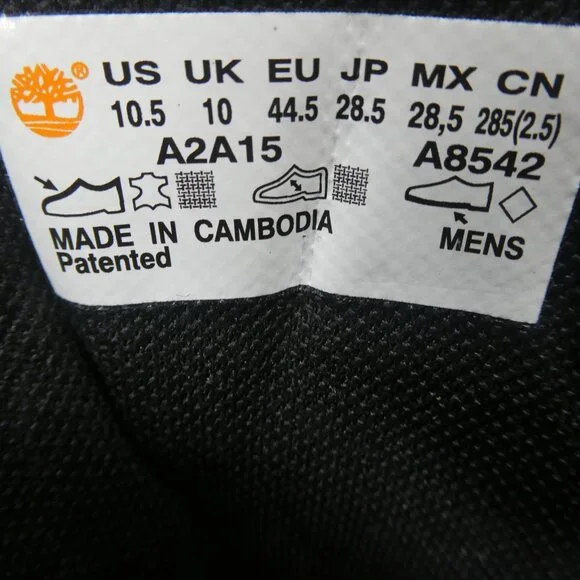 ® US UK EU JP MX CN
10.5 10 44.5 28.5 28,5 285(2.5)
A2A15 A8542
MADE IN CAMBODIA MENS
Patented